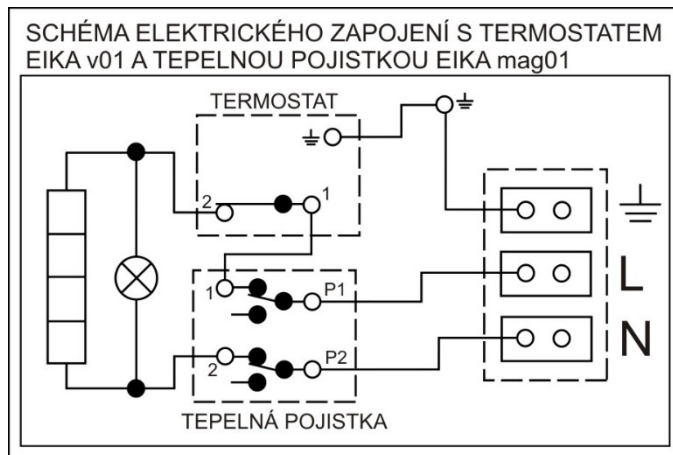 SCHÉMA ELEKTRICKÉHO ZAPOJENÍ S TERMOSTATEM
EIKA v01 A TEPELNOU POJISTKOU EIKA mag01
TERMOSTAT
2 1
1 P1 L
2 P2 N
TEPELNÁ POJISTKA